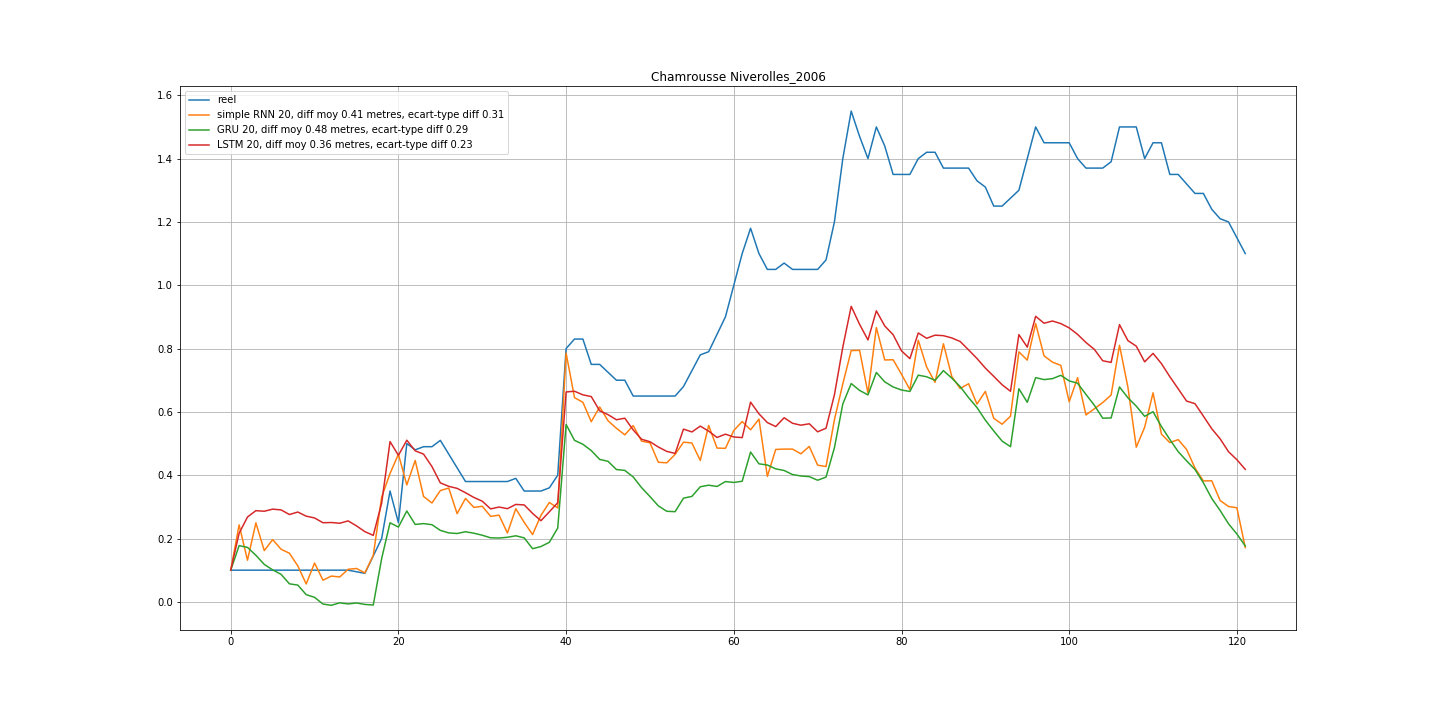 Chamrousse Niverolles_2006
reel
simple RNN 20, diff moy 0.41 metres, ecart-type diff 0.31
GRU 20, diff moy 0.48 metres, ecart-type diff 0.29
LSTM 20, diff moy 0.36 metres, ecart-type diff 0.23
1.6
1.4
1.2
1.0
0.8
0.6
0.4
0.2
0.0
0 20 40 60 80 100 120